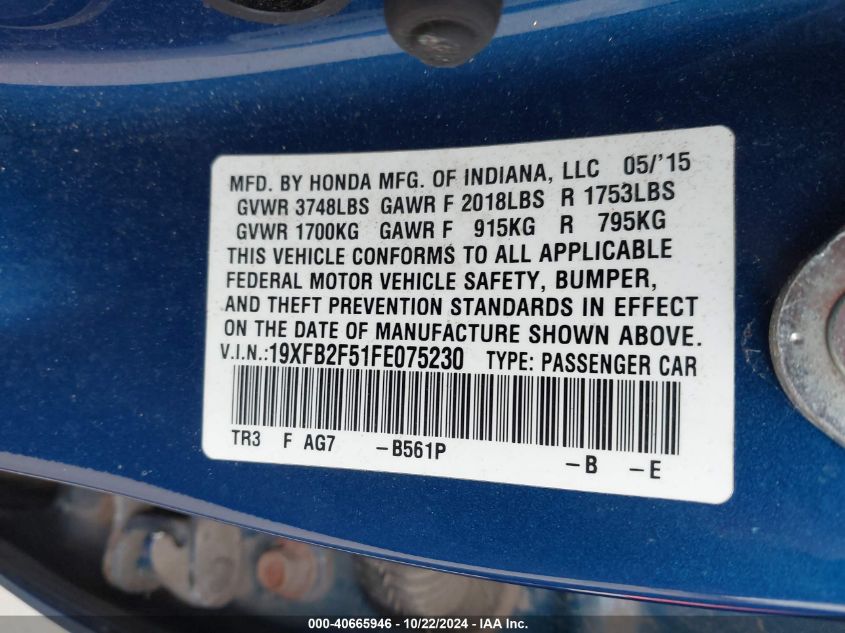 MFD. BY HONDA MFG. OF INDIANA, LLC 05/'15
GVWR 3748LBS GAWR F 2018LBS R 1753LBS
GVWR 1700KG GAWR F 915KG R 795KG
THIS VEHICLE CONFORMS TO ALL APPLICABLE
FEDERAL MOTOR VEHICLE SAFETY, BUMPER,
AND THEFT PREVENTION STANDARDS IN EFFECT
ON THE DATE OF MANUFACTURE SHOWN ABOVE.
V.I.N.:19XFB2F51FE075230 TYPE: PASSENGER CAR
TR3 F AG7 -B561P -B -E
000-40665946 - 10/22/2024 - IAA Inc.